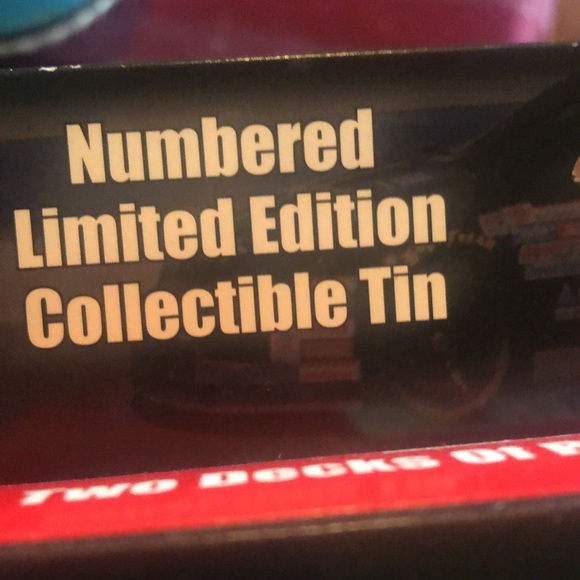 Numbered
Limited Edition
Collectible Tin
Two Decks Of